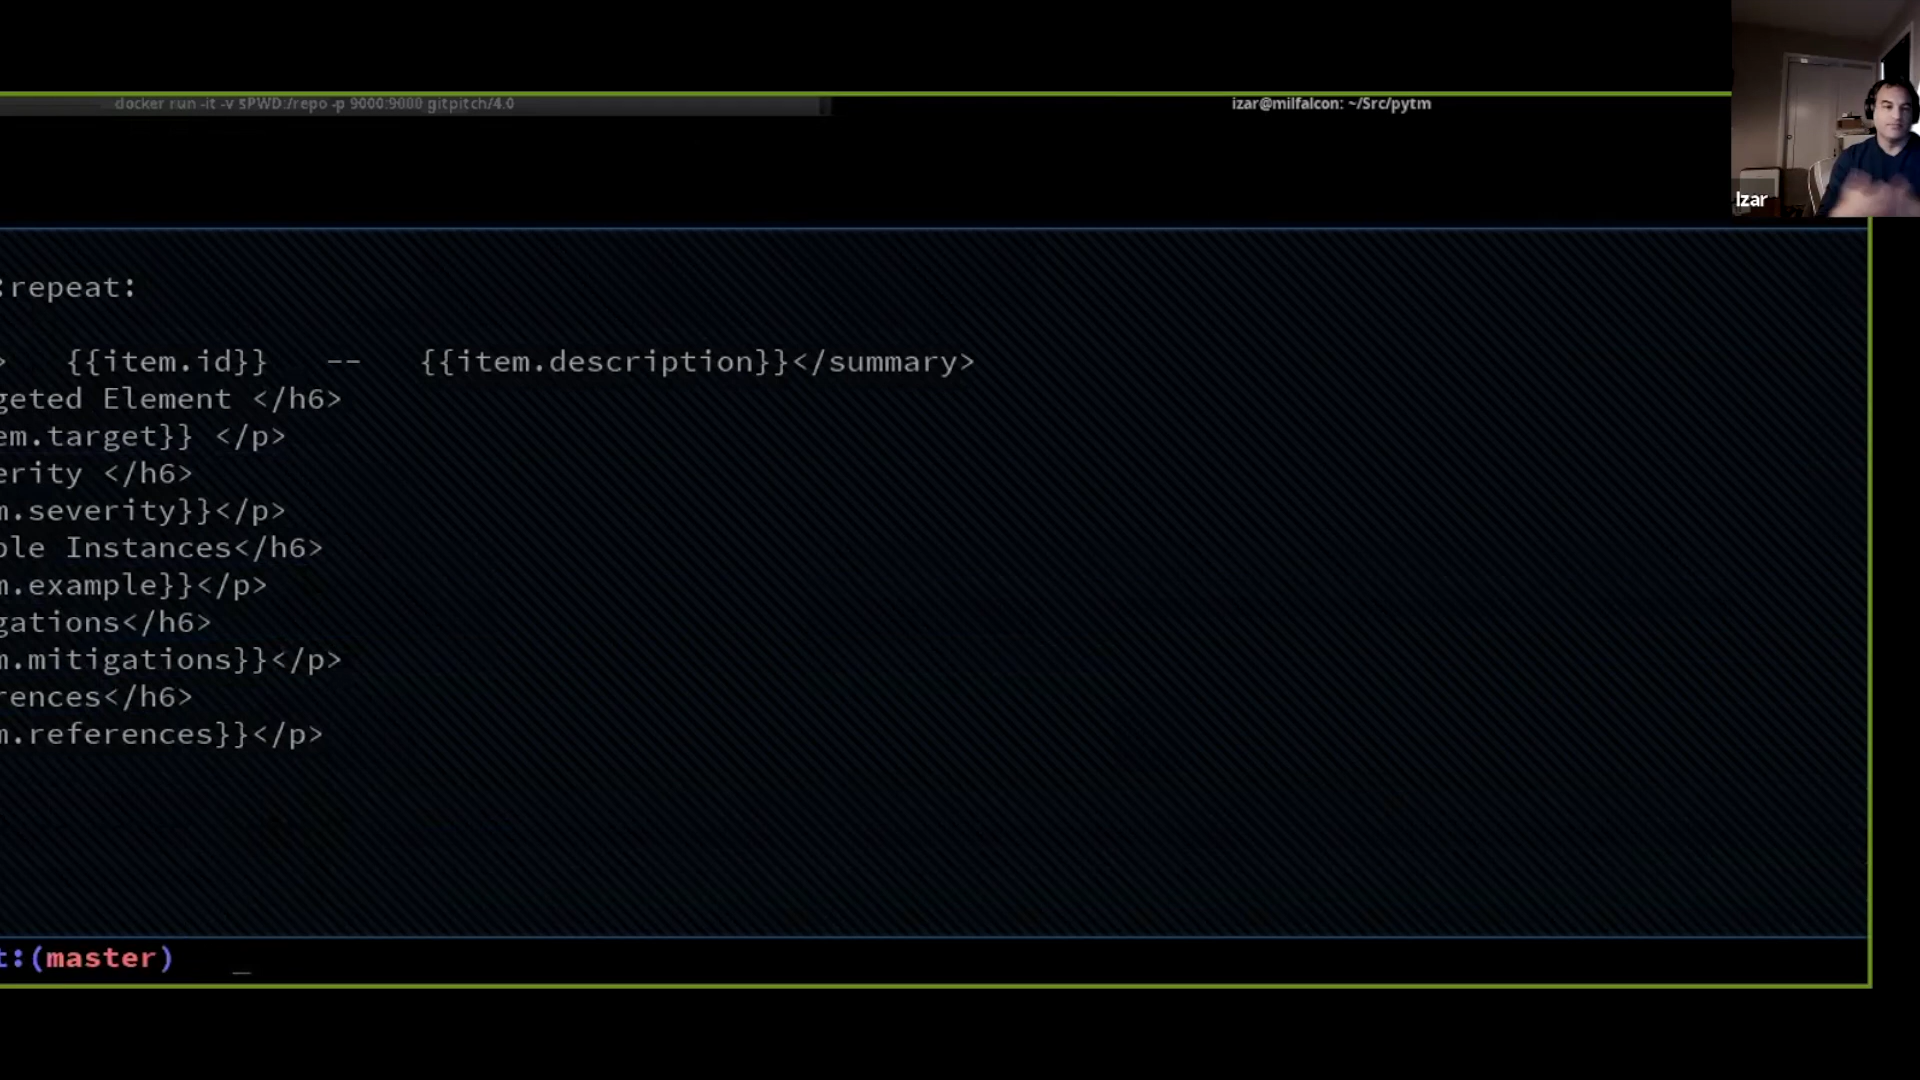 docker run -it -v $PWD:/repo -p 9000:9000 gitpitch/4.0
izar@milfalcon: ~/Src/pytm
Izar
:repeat:
> {{item.id}} -- {{item.description}}</summary>
geted Element </h6>
em.target}} </p>
erity </h6>
m.severity}}</p>
ple Instances</h6>
m.example}}</p>
gations</h6>
m.mitigations}}</p>
rences</h6>
m.references}}</p>
t:(master) _